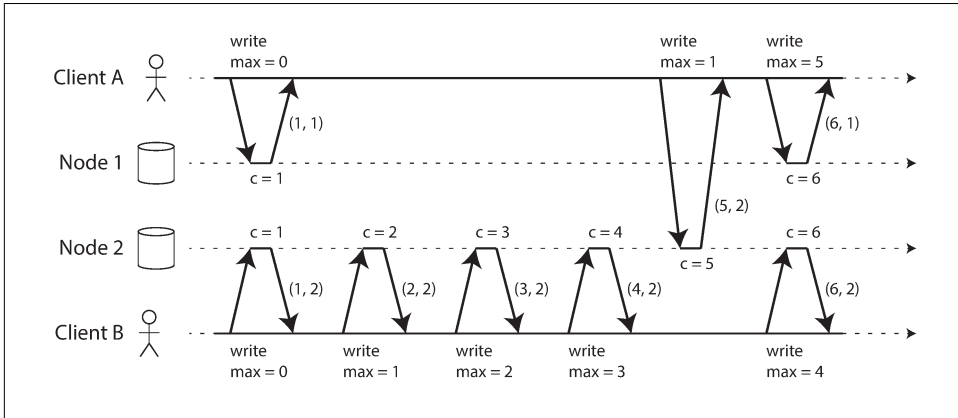 write
max = 0
write
max = 1
write
max = 5
Client A
(1, 1)
(6, 1)
Node 1
c = 1
c = 6
(5, 2)
Node 2
c = 1
c = 2
c = 3
c = 4
c = 5
c = 6
(1, 2)
(2, 2)
(3, 2)
(4, 2)
(6, 2)
Client B
write
max = 0
write
max = 1
write
max = 2
write
max = 3
write
max = 4